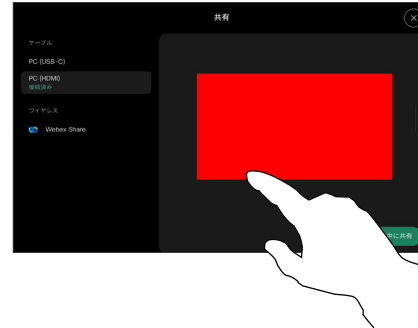 共有
ケーブル
PC (USB-C)
PC (HDMI)
接続済み
ワイヤレス
Webex Share
中に共有